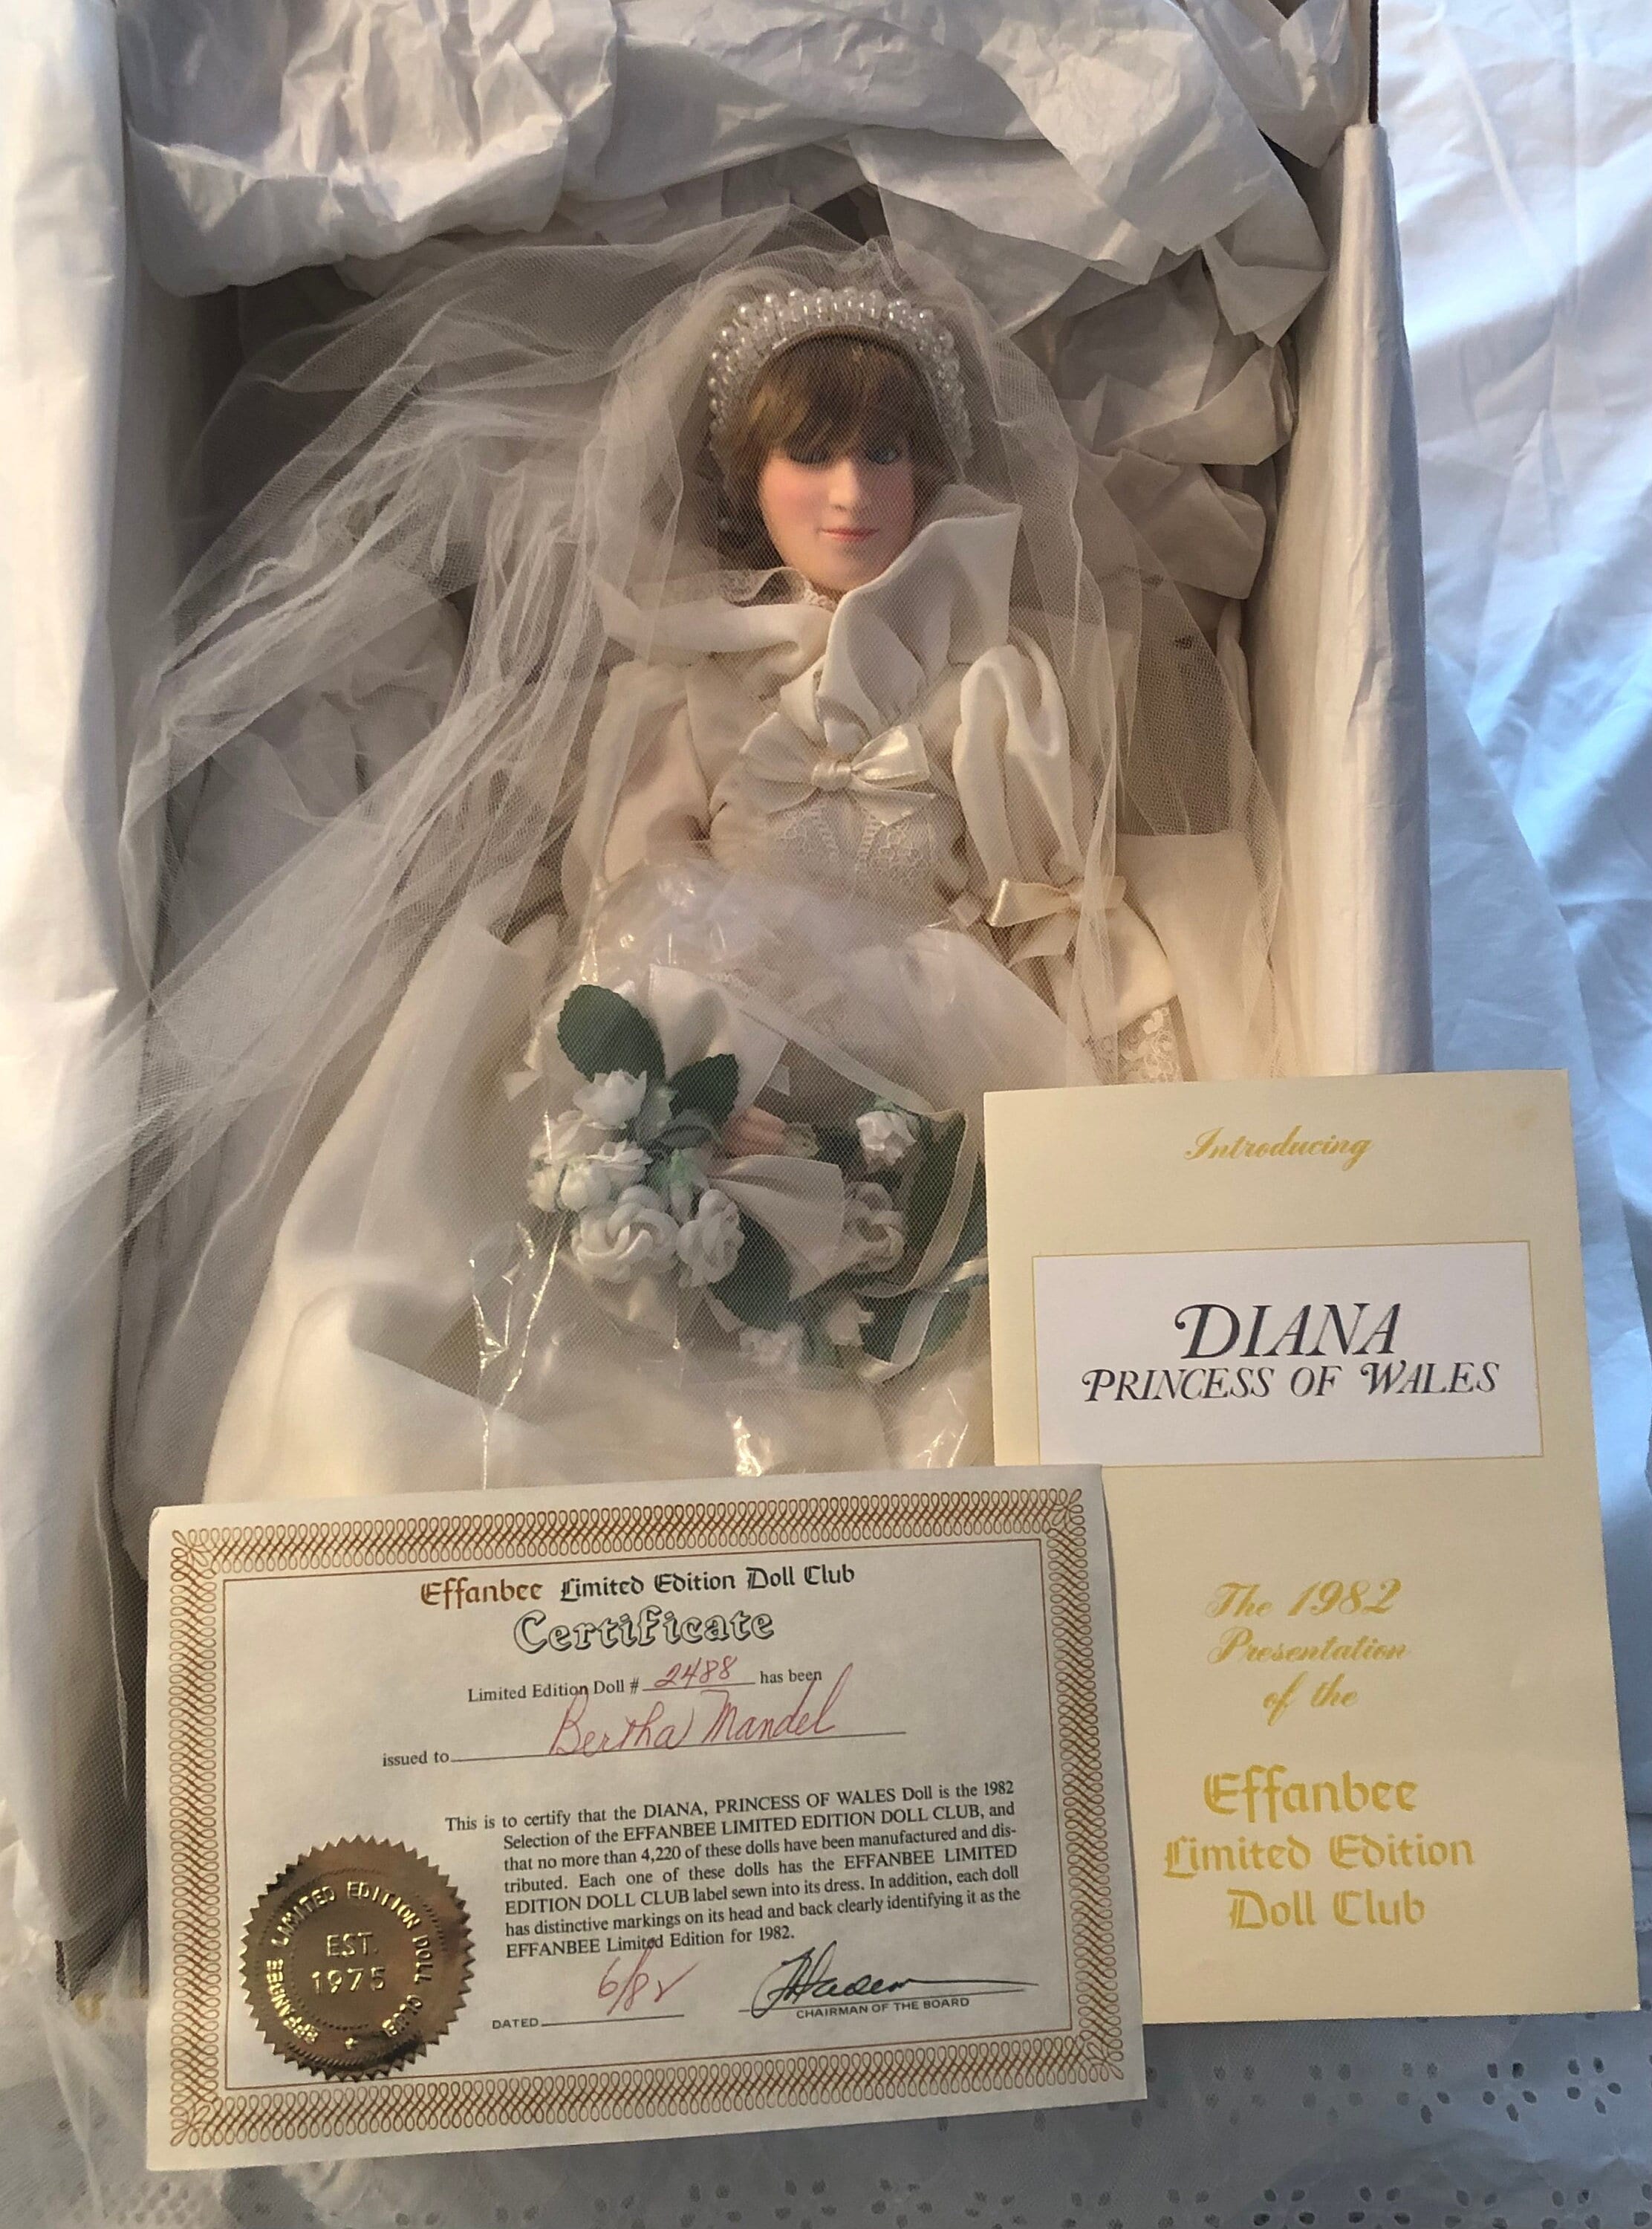 Introducing
DIANA
PRINCESS OF WALES
The 1982
Presentation
of the
Effanbee
Limited Edition
Doll Club
Effanbee Limited Edition Doll Club
Certificate
Limited Edition Doll # 2488 has been
issued to Bertha Mandel
This is to certify that the DIANA, PRINCESS OF WALES Doll is the 1982
Selection of the EFFANBEE LIMITED EDITION DOLL CLUB, and
that no more than 4,220 of these dolls have been manufactured and dis-
tributed. Each one of these dolls has the EFFANBEE LIMITED
EDITION DOLL CLUB label sewn into its dress. In addition, each doll
has distinctive markings on its head and back clearly identifying it as the
EFFANBEE Limited Edition for 1982.
DATED 6/82
CHAIRMAN OF THE BOARD
EFFANBEE LIMITED EDITION DOLL CLUB
EST.
1975